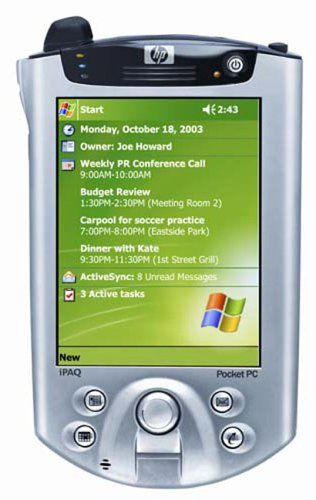 hp
Start 2:43
Monday, October 18, 2003
Owner: Joe Howard
Weekly PR Conference Call
9:00AM-10:00AM
Budget Review
1:30PM-2:30PM (Meeting Room 2)
Carpool for soccer practice
7:00PM-8:00PM (Eastside Park)
Dinner with Kate
9:30PM-11:30PM (1st Street Grill)
ActiveSync: 8 Unread Messages
3 Active tasks
New
iPAQ Pocket PC